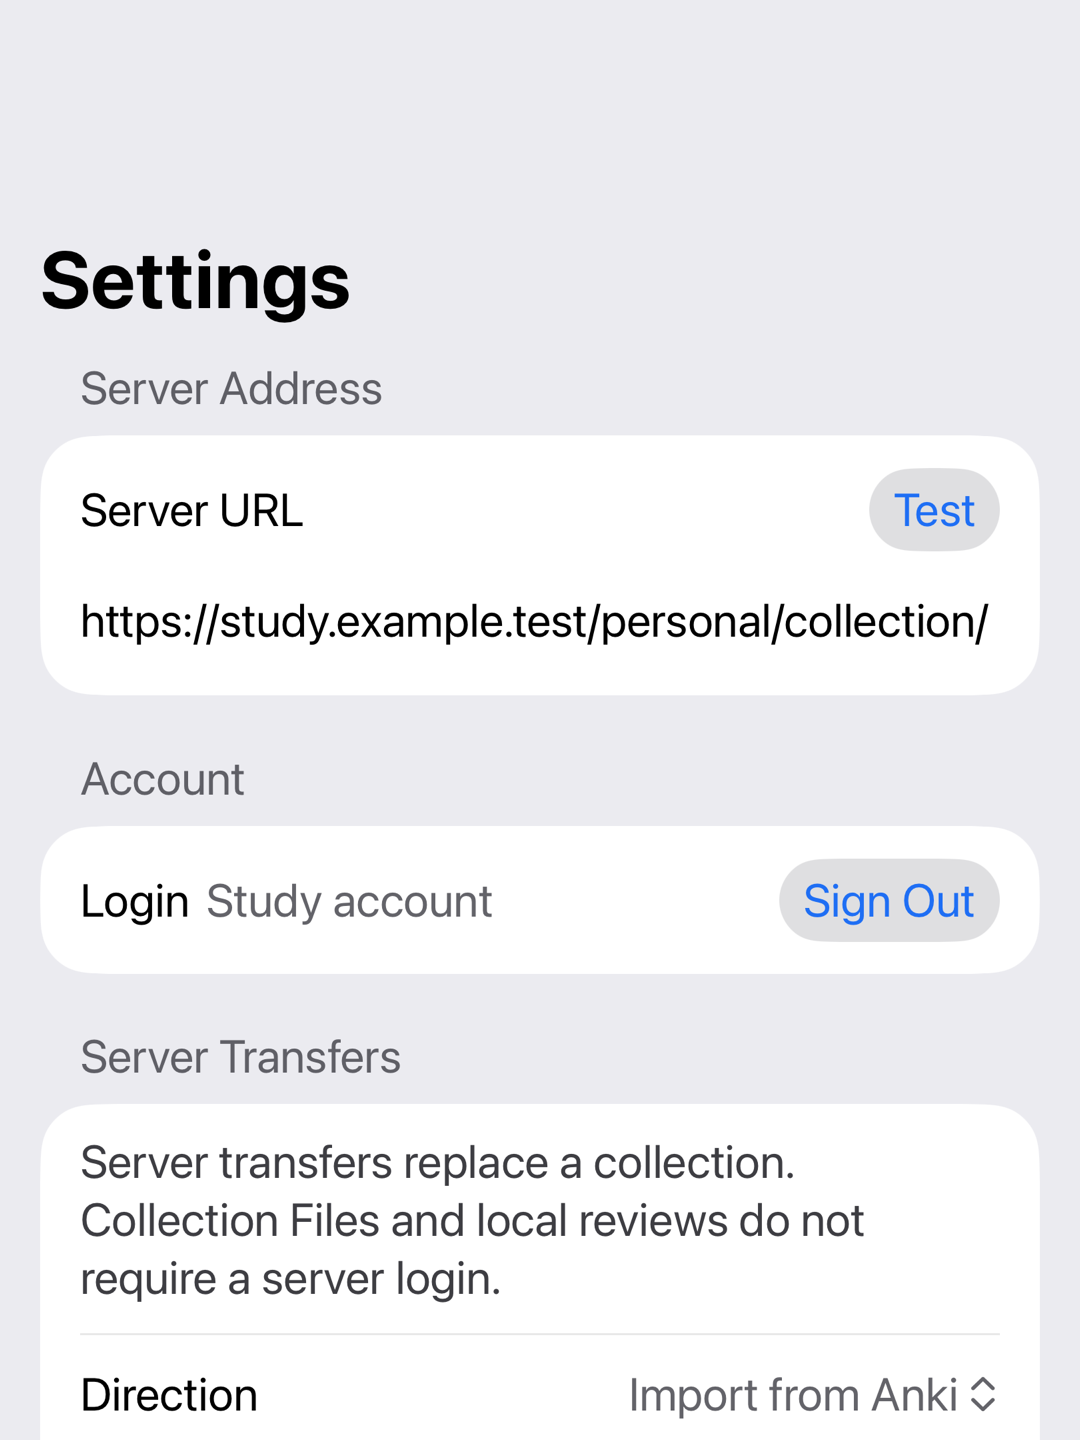 Settings
Server Address
Server URL Test
https://study.example.test/personal/collection/
Account
Login Study account Sign Out
Server Transfers
Server transfers replace a collection.
Collection Files and local reviews do not
require a server login.
Direction Import from Anki